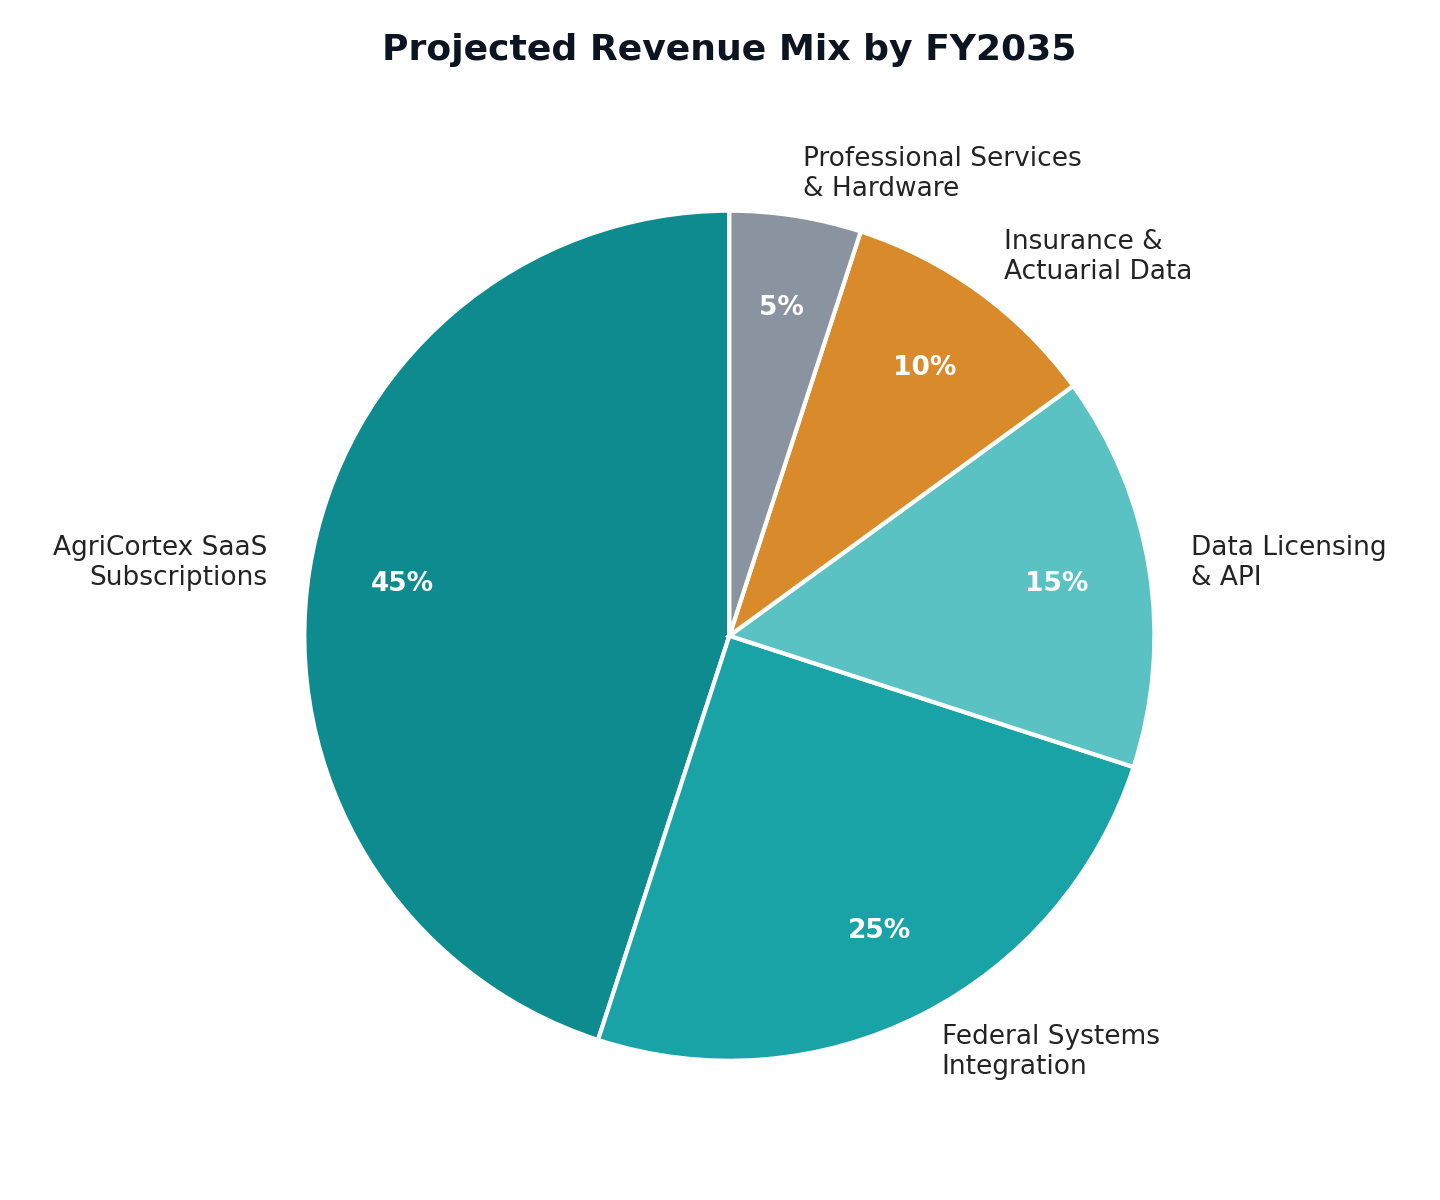 Projected Revenue Mix by FY2035
Professional Services
& Hardware
Insurance &
Actuarial Data
5%
10%
AgriCortex SaaS
Subscriptions
45%
15%
Data Licensing
& API
25%
Federal Systems
Integration